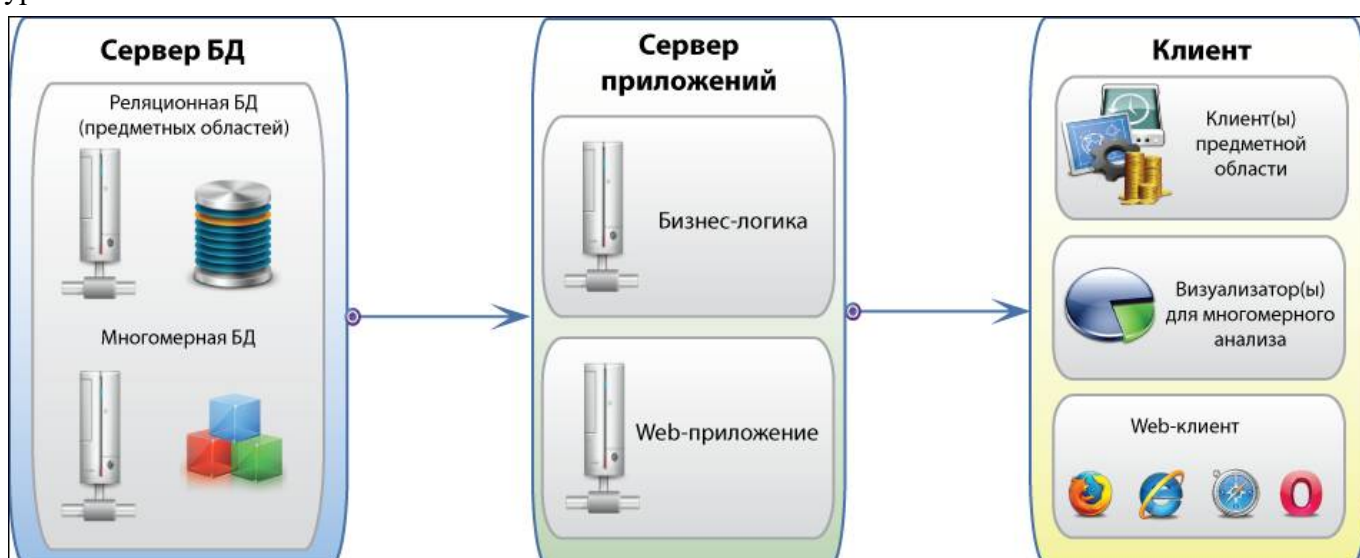 Сервер БД
Реляционная БД
(предметных областей)
Многомерная БД
Сервер
приложений
Бизнес-логика
Web-приложение
Клиент
Клиент(ы)
предметной
области
Визуализатор(ы)
для многомерного
анализа
Web-клиент